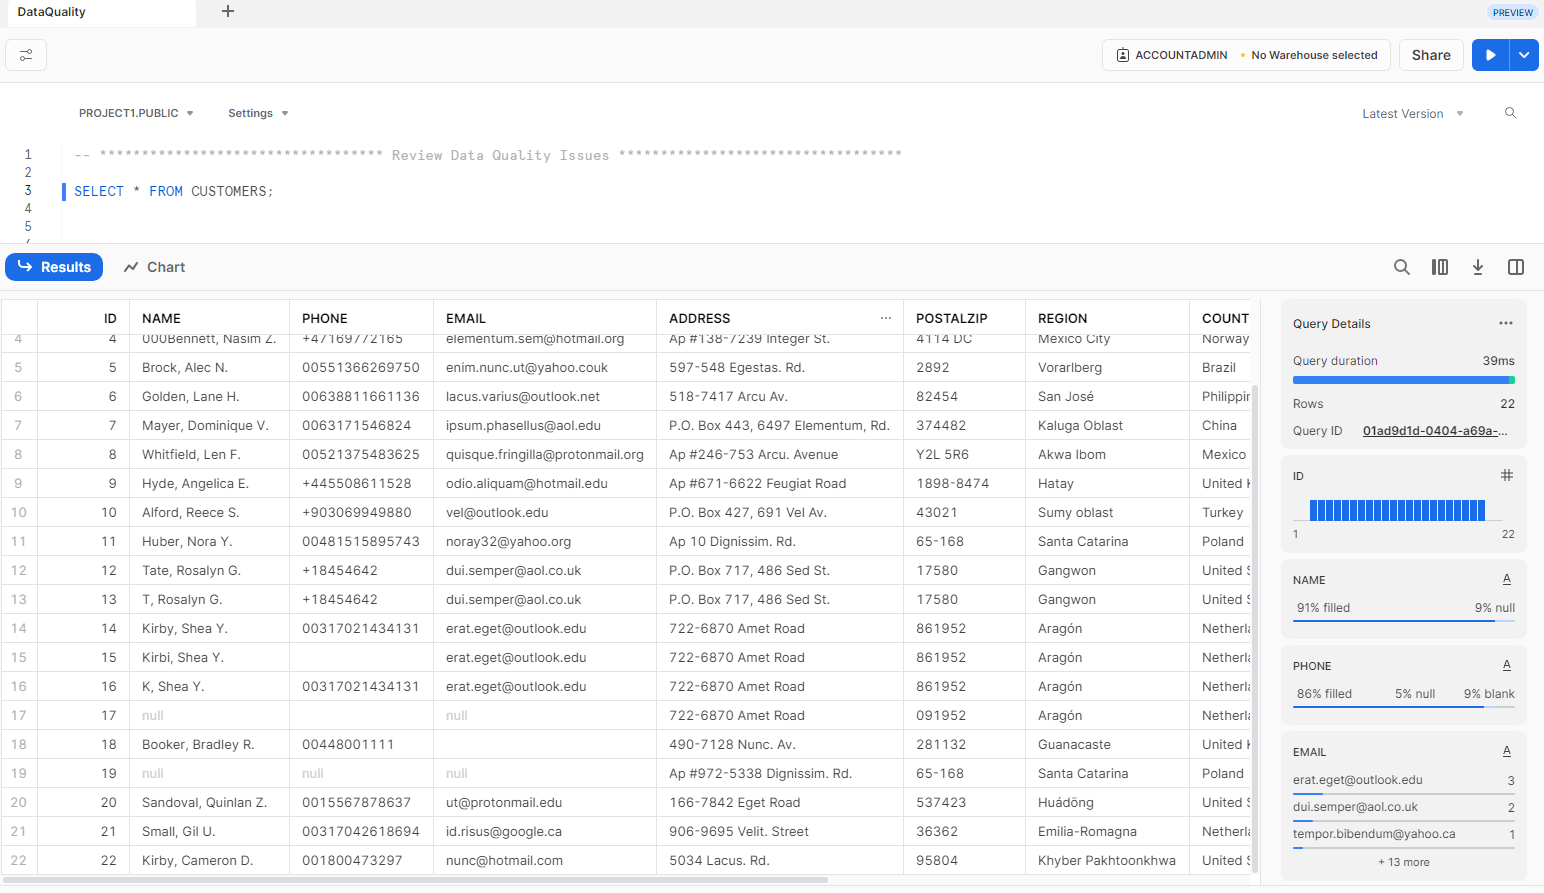 DataQuality +
PREVIEW
ACCOUNTADMIN • No Warehouse selected Share
PROJECT1.PUBLIC Settings Latest Version
1 -- ********************************** Review Data Quality Issues **********************************
2
3 SELECT * FROM CUSTOMERS;
4
5
Results Chart
ID NAME PHONE EMAIL ADDRESS ... POSTALZIP REGION COUNT
4 4 000Bennett, Nasim Z. +47169772165 elementum.sem@hotmail.org Ap #138-7239 Integer St. 4114 DC Mexico City Norway
5 5 Brock, Alec N. 00551366269750 enim.nunc.ut@yahoo.couk 597-548 Egestas. Rd. 2892 Vorarlberg Brazil
6 6 Golden, Lane H. 00638811661136 lacus.varius@outlook.net 518-7417 Arcu Av. 82454 San José Philippin
7 7 Mayer, Dominique V. 0063171546824 ipsum.phasellus@aol.edu P.O. Box 443, 6497 Elementum, Rd. 374482 Kaluga Oblast China
8 8 Whitfield, Len F. 00521375483625 quisque.fringilla@protonmail.org Ap #246-753 Arcu. Avenue Y2L 5R6 Akwa Ibom Mexico
9 9 Hyde, Angelica E. +445508611528 odio.aliquam@hotmail.edu Ap #671-6622 Feugiat Road 1898-8474 Hatay United K
10 10 Alford, Reece S. +903069949880 vel@outlook.edu P.O. Box 427, 691 Vel Av. 43021 Sumy oblast Turkey
11 11 Huber, Nora Y. 00481515895743 noray32@yahoo.org Ap 10 Dignissim. Rd. 65-168 Santa Catarina Poland
12 12 Tate, Rosalyn G. +18454642 dui.semper@aol.co.uk P.O. Box 717, 486 Sed St. 17580 Gangwon United S
13 13 T, Rosalyn G. +18454642 dui.semper@aol.co.uk P.O. Box 717, 486 Sed St. 17580 Gangwon United S
14 14 Kirby, Shea Y. 00317021434131 erat.eget@outlook.edu 722-6870 Amet Road 861952 Aragón Netherla
15 15 Kirbi, Shea Y. erat.eget@outlook.edu 722-6870 Amet Road 861952 Aragón Netherla
16 16 K, Shea Y. 00317021434131 erat.eget@outlook.edu 722-6870 Amet Road 861952 Aragón Netherla
17 17 null null 722-6870 Amet Road 091952 Aragón Netherla
18 18 Booker, Bradley R. 00448001111 490-7128 Nunc. Av. 281132 Guanacaste United K
19 19 null null null Ap #972-5338 Dignissim. Rd. 65-168 Santa Catarina Poland
20 20 Sandoval, Quinlan Z. 0015567878637 ut@protonmail.edu 166-7842 Eget Road 537423 Huádōng United S
21 21 Small, Gil U. 00317042618694 id.risus@google.ca 906-9695 Velit. Street 36362 Emilia-Romagna Netherla
22 22 Kirby, Cameron D. 001800473297 nunc@hotmail.com 5034 Lacus. Rd. 95804 Khyber Pakhtoonkhwa United S
Query Details ...
Query duration 39ms
Rows 22
Query ID 01ad9d1d-0404-a69a-...
ID #
1 22
NAME A
91% filled 9% null
PHONE A
86% filled 5% null 9% blank
EMAIL A
erat.eget@outlook.edu 3
dui.semper@aol.co.uk 2
tempor.bibendum@yahoo.ca 1
+ 13 more